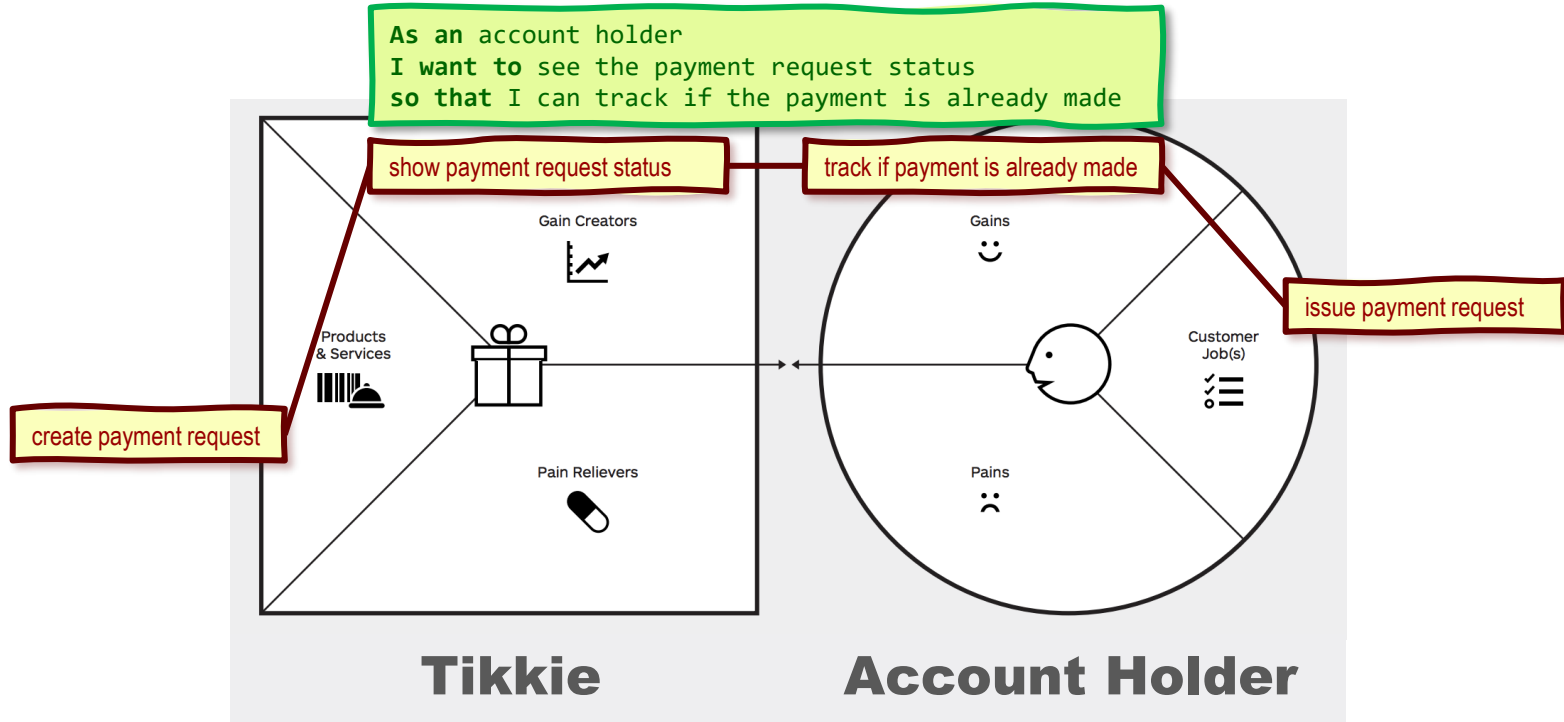 As an account holder
I want to see the payment request status
so that I can track if the payment is already made
show payment request status
track if payment is already made
Gain Creators
Gains
issue payment request
Products
& Services
Customer
Job(s)
create payment request
Pain Relievers
Pains
Tikkie
Account Holder